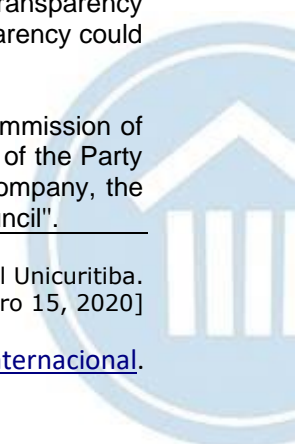 ransparency
arency could
mmission of
of the Party
ompany, the
ncil".
l Unicuritiba.
ro 15, 2020]
ternacional.